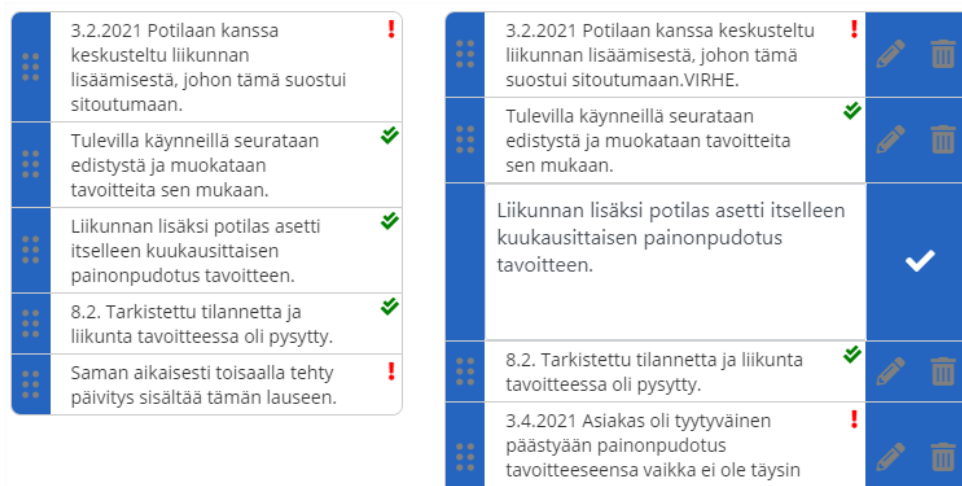 3.2.2021 Potilaan kanssa
keskusteltu liikunnan
lisäämisestä, johon tämä suostui
sitoutumaan.
Tulevilla käynneillä seurataan
edistystä ja muokataan
tavoitteita sen mukaan.
Liikunnan lisäksi potilas asetti
itselleen kuukausittaisen
painonpudotus tavoitteen.
8.2. Tarkistettu tilannetta ja
liikunta tavoitteessa oli pysytty.
Saman aikaisesti toisaalla tehty
päivitys sisältää tämän lauseen.
3.2.2021 Potilaan kanssa keskusteltu
liikunnan lisäämisestä, johon tämä
suostui sitoutumaan.VIRHE.
Tulevilla käynneillä seurataan
edistystä ja muokataan tavoitteita
sen mukaan.
Liikunnan lisäksi potilas asetti itselleen
kuukausittaisen painonpudotus
tavoitteen.
8.2. Tarkistettu tilannetta ja liikunta
tavoitteessa oli pysytty.
3.4.2021 Asiakas oli tyytyväinen
päästyään painonpudotus
tavoitteeseensa vaikka ei ole täysin